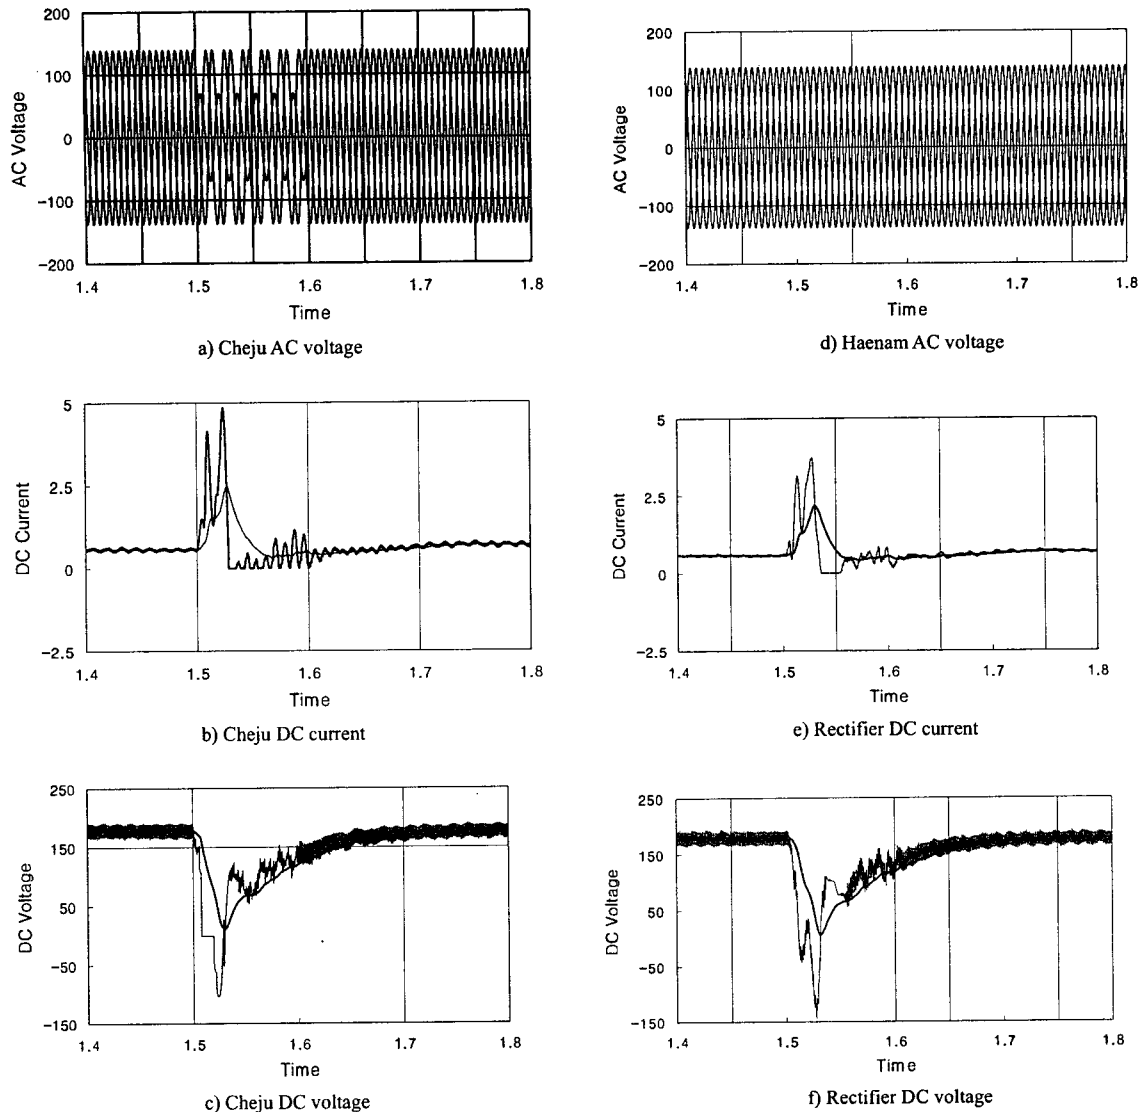 200
100
0
−100
−200
AC Voltage
1.4 1.5 1.6 1.7 1.8
Time
a) Cheju AC voltage
200
100
0
−100
−200
AC Voltage
1.4 1.5 1.6 1.7 1.8
Time
d) Haenam AC voltage
5
2.5
0
−2.5
DC Current
1.4 1.5 1.6 1.7 1.8
Time
b) Cheju DC current
5
2.5
0
−2.5
DC Current
1.4 1.5 1.6 1.7 1.8
Time
e) Rectifier DC current
250
150
50
−50
−150
DC Voltage
1.4 1.5 1.6 1.7 1.8
Time
c) Cheju DC voltage
250
150
50
−50
−150
DC Voltage
1.4 1.5 1.6 1.7 1.8
Time
f) Rectifier DC voltage